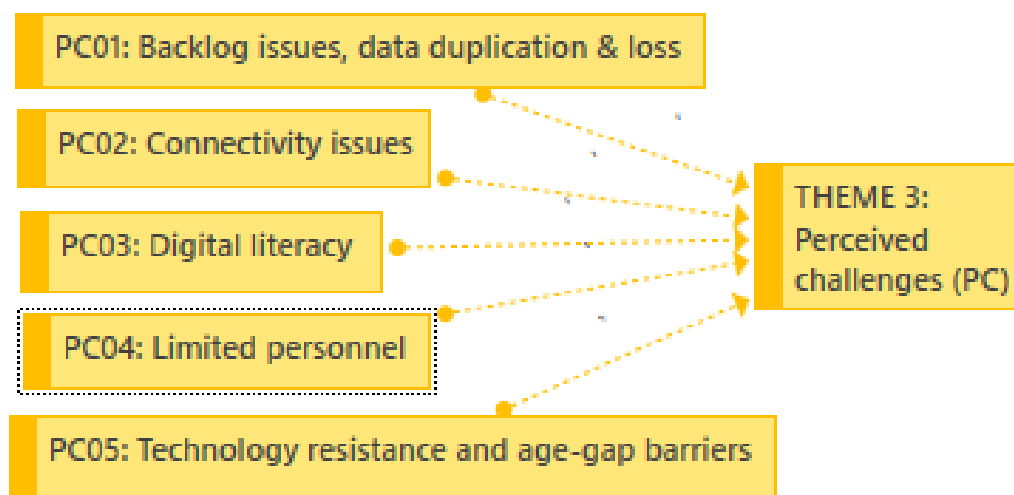 PC01: Backlog issues, data duplication & loss
PC02: Connectivity issues
PC03: Digital literacy
PC04: Limited personnel
PC05: Technology resistance and age-gap barriers
THEME 3:
Perceived
challenges (PC)